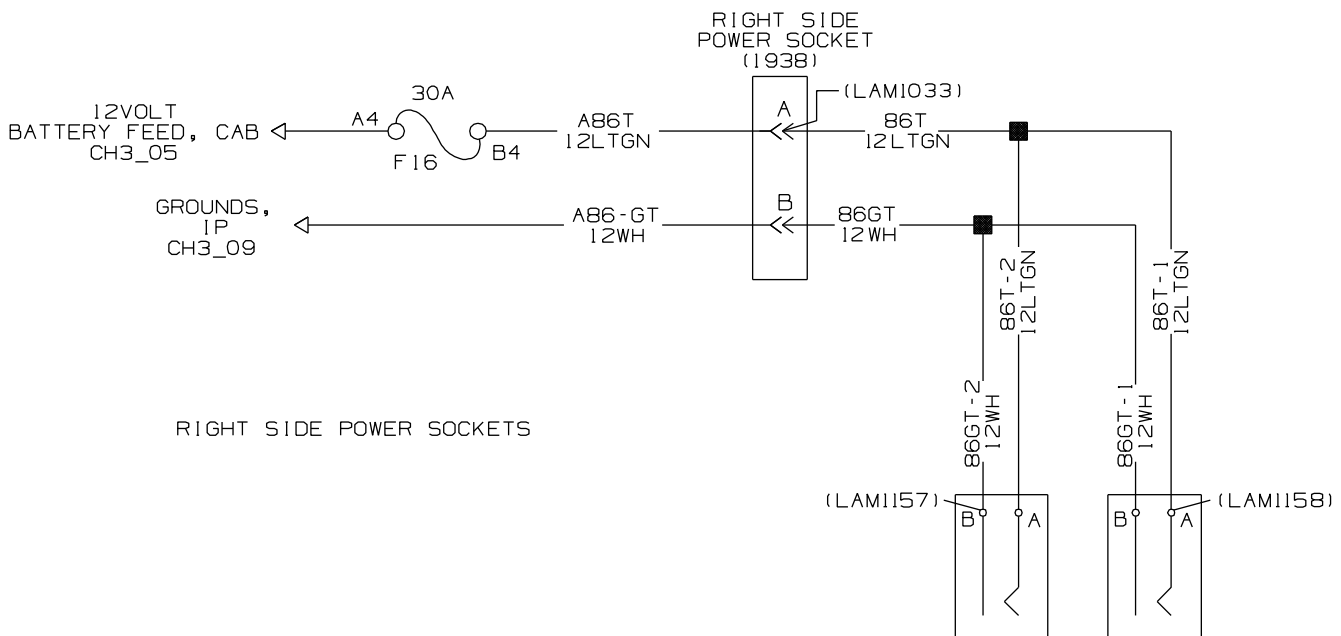 RIGHT SIDE
POWER SOCKET
(1938)
12VOLT
BATTERY FEED, CAB
CH3_05
A4
30A
F16
B4
A86T
12LTGN
A
(LAM1033)
86T
12LTGN
GROUNDS,
IP
CH3_09
A86-GT
12WH
B
86GT
12WH
86T-2
12LTGN
86T-1
12LTGN
86GT-2
12WH
86GT-1
12WH
RIGHT SIDE POWER SOCKETS
(LAM1157)
B
A
B
A
(LAM1158)